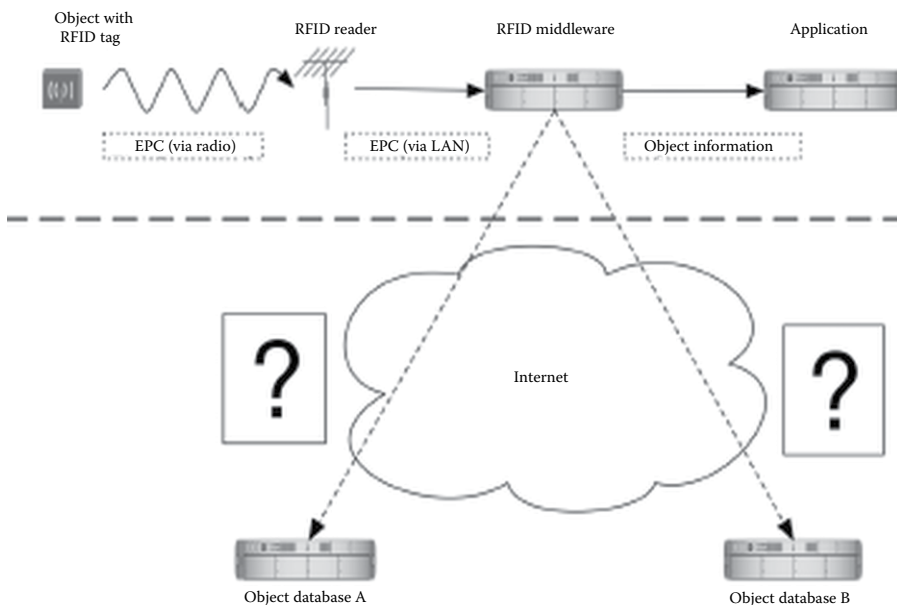 Object with
RFID tag
RFID reader
RFID middleware
Application
EPC (via radio)
EPC (via LAN)
Object information
?
Internet
?
Object database A
Object database B